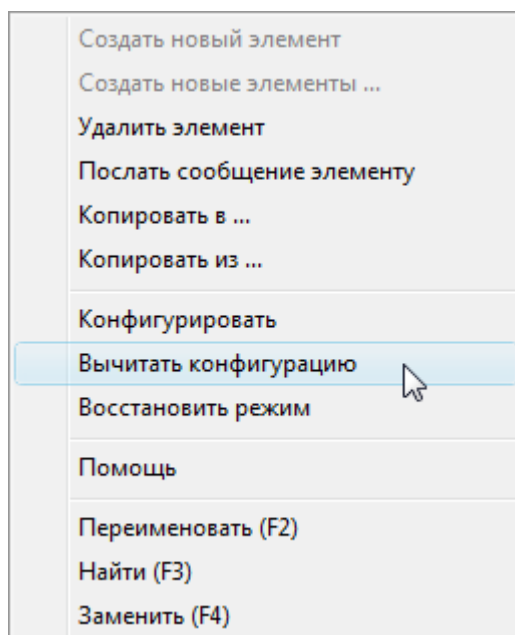 Создать новый элемент
Создать новые элементы ...
Удалить элемент
Послать сообщение элементу
Копировать в ...
Копировать из ...
Конфигурировать
Вычитать конфигурацию
Восстановить режим
Помощь
Переименовать (F2)
Найти (F3)
Заменить (F4)